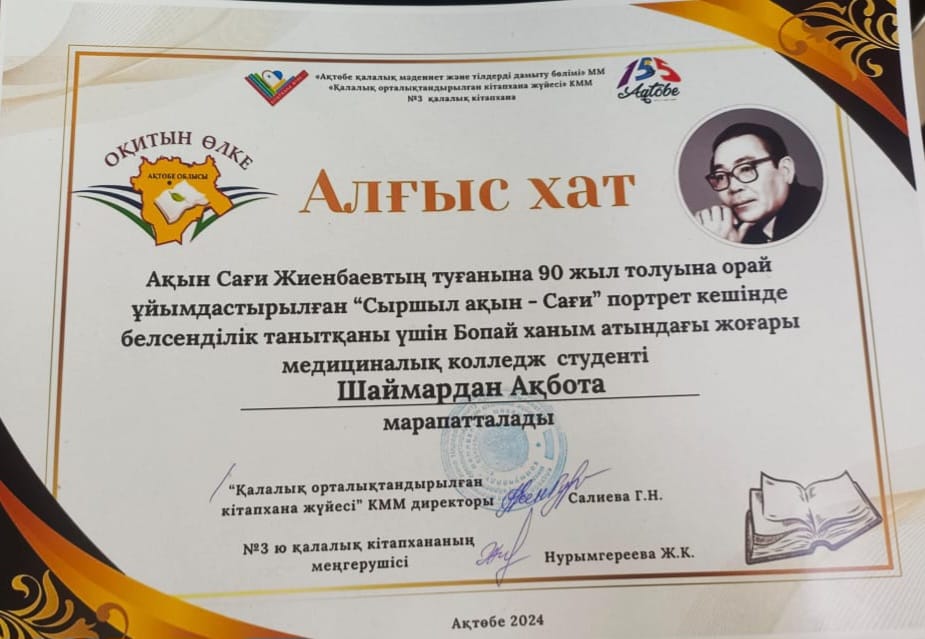 «Ақтөбе қалалық мәдениет және тілдерді дамыту бөлімі» ММ
«Қалалық орталықтандырылған кітапхана жүйесі» КММ
№3 қалалық кітапхана
155
Aqtobe
ОҚИТЫН ӨЛКЕ
АҚТӨБЕ ОБЛЫСЫ
Алғыс хат
Ақын Сағи Жиенбаевтың туғанына 90 жыл толуына орай
ұйымдастырылған “Сыршыл ақын - Сағи” портрет кешінде
белсенділік танытқаны үшін Бопай ханым атындағы жоғары
медициналық колледж студенті
Шаймардан Ақбота
марапатталады
“Қалалық орталықтандырылған
кітапхана жүйесі” КММ директоры Салиева Г.Н.
№3 ю қалалық кітапхананың
меңгерушісі Нурымгереева Ж.К.
Ақтөбе 2024